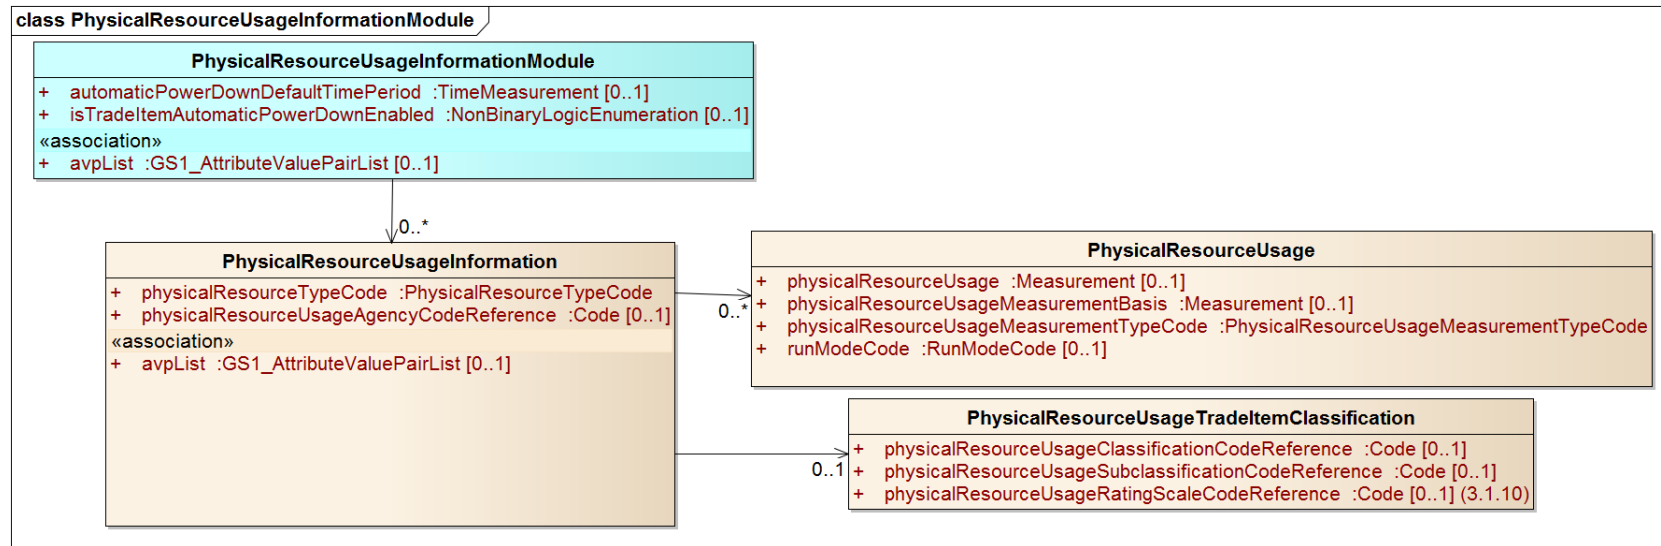 class PhysicalResourceUsageInformationModule
PhysicalResourceUsageInformationModule
+ automaticPowerDownDefaultTimePeriod :TimeMeasurement [0..1]
+ isTradeItemAutomaticPowerDownEnabled :NonBinaryLogicEnumeration [0..1]
«association»
+ avpList :GS1_AttributeValuePairList [0..1]
0..*
PhysicalResourceUsageInformation
+ physicalResourceTypeCode :PhysicalResourceTypeCode
+ physicalResourceUsageAgencyCodeReference :Code [0..1]
«association»
+ avpList :GS1_AttributeValuePairList [0..1]
0..*
PhysicalResourceUsage
+ physicalResourceUsage :Measurement [0..1]
+ physicalResourceUsageMeasurementBasis :Measurement [0..1]
+ physicalResourceUsageMeasurementTypeCode :PhysicalResourceUsageMeasurementTypeCode
+ runModeCode :RunModeCode [0..1]
0..1
PhysicalResourceUsageTradeItemClassification
+ physicalResourceUsageClassificationCodeReference :Code [0..1]
+ physicalResourceUsageSubclassificationCodeReference :Code [0..1]
+ physicalResourceUsageRatingScaleCodeReference :Code [0..1] (3.1.10)